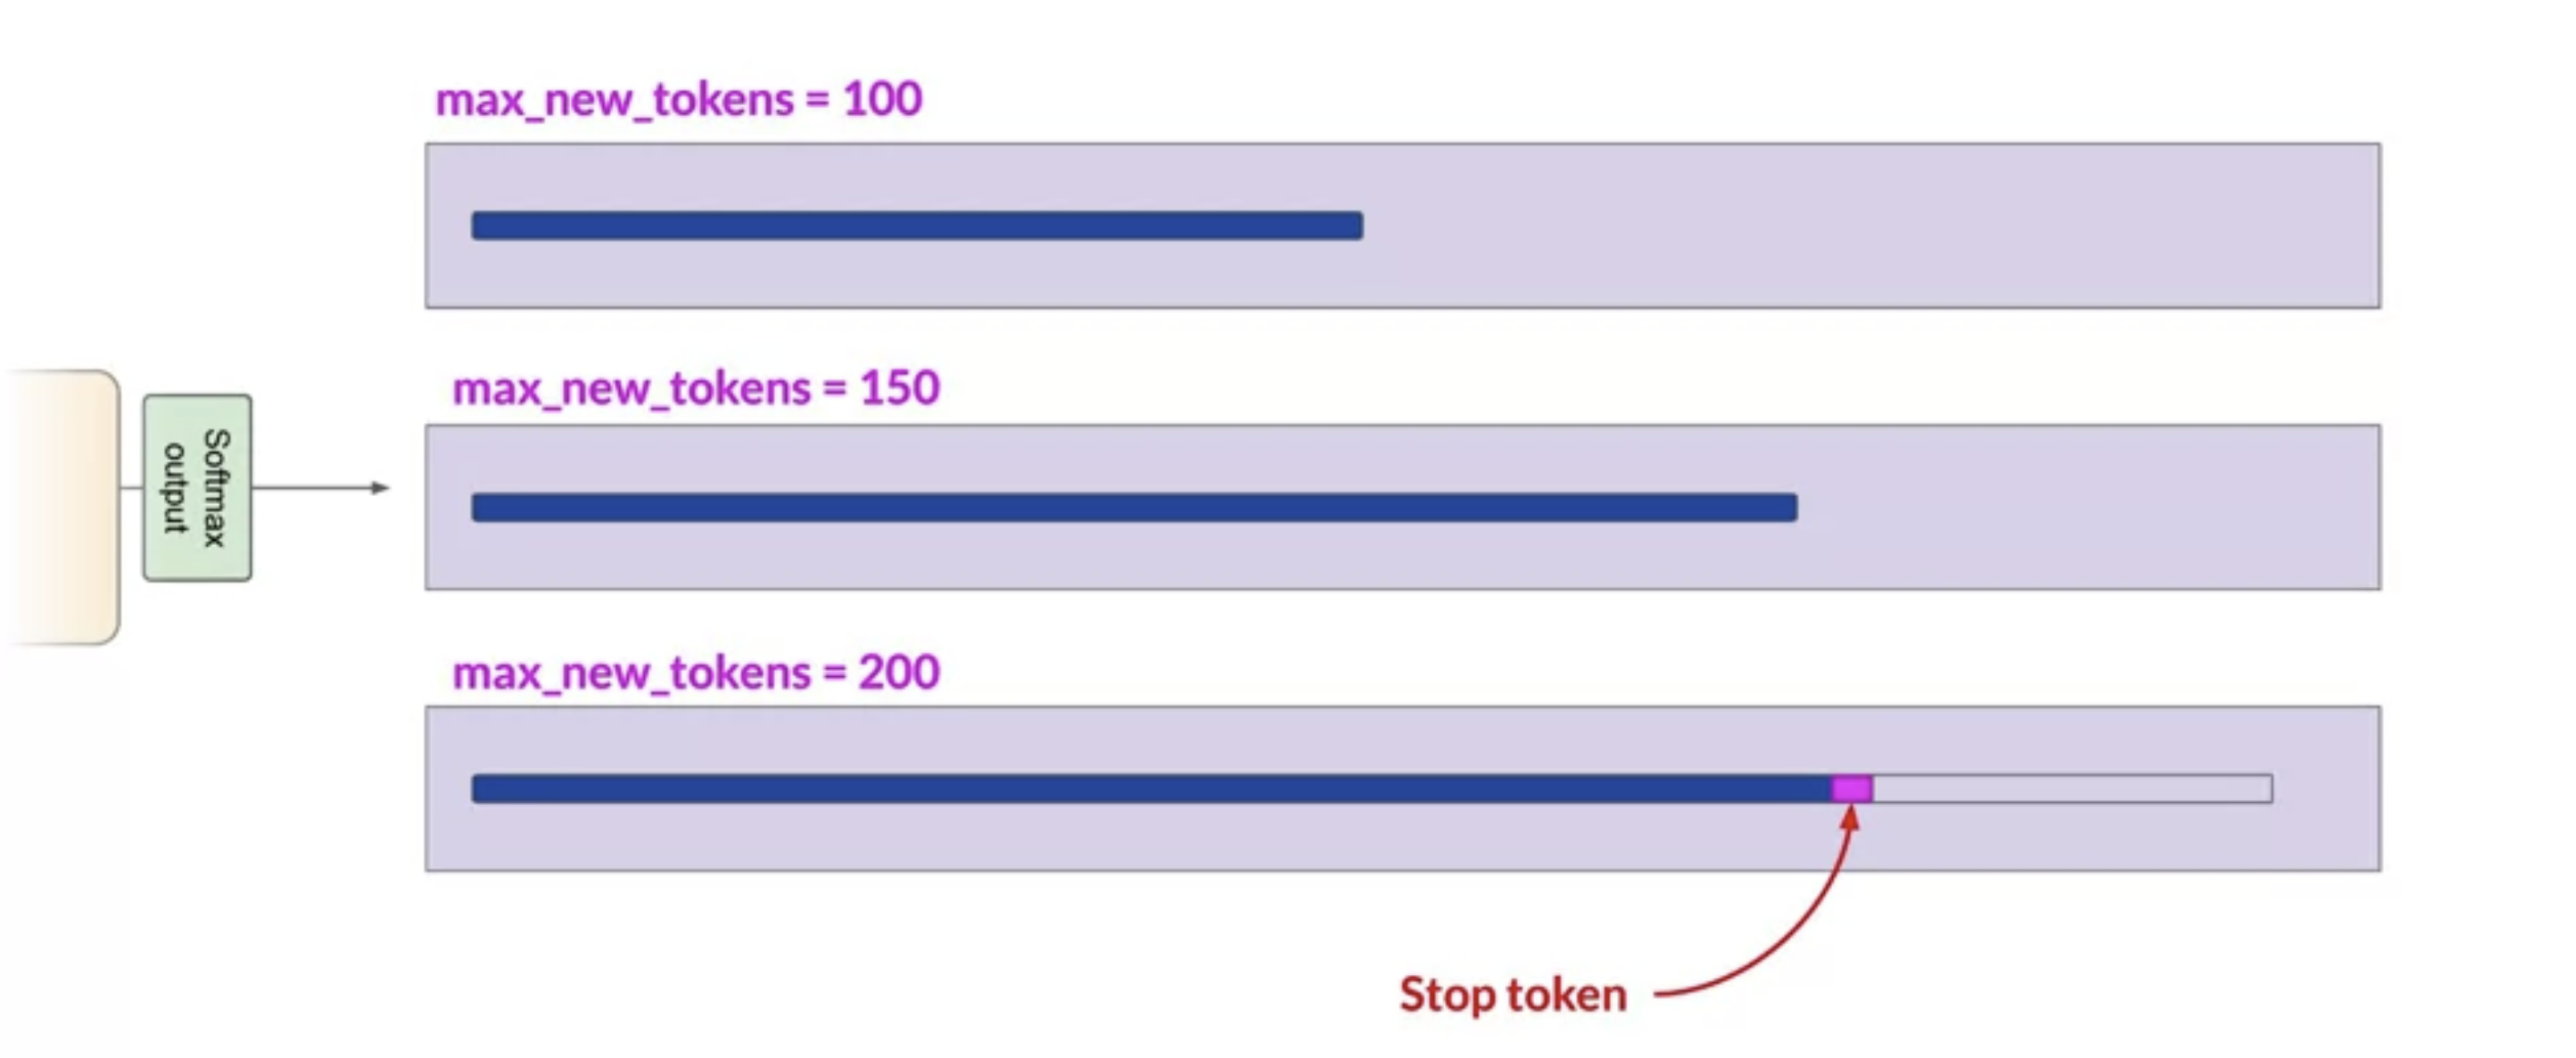 max_new_tokens = 100
max_new_tokens = 150
Softmax
output
max_new_tokens = 200
Stop token